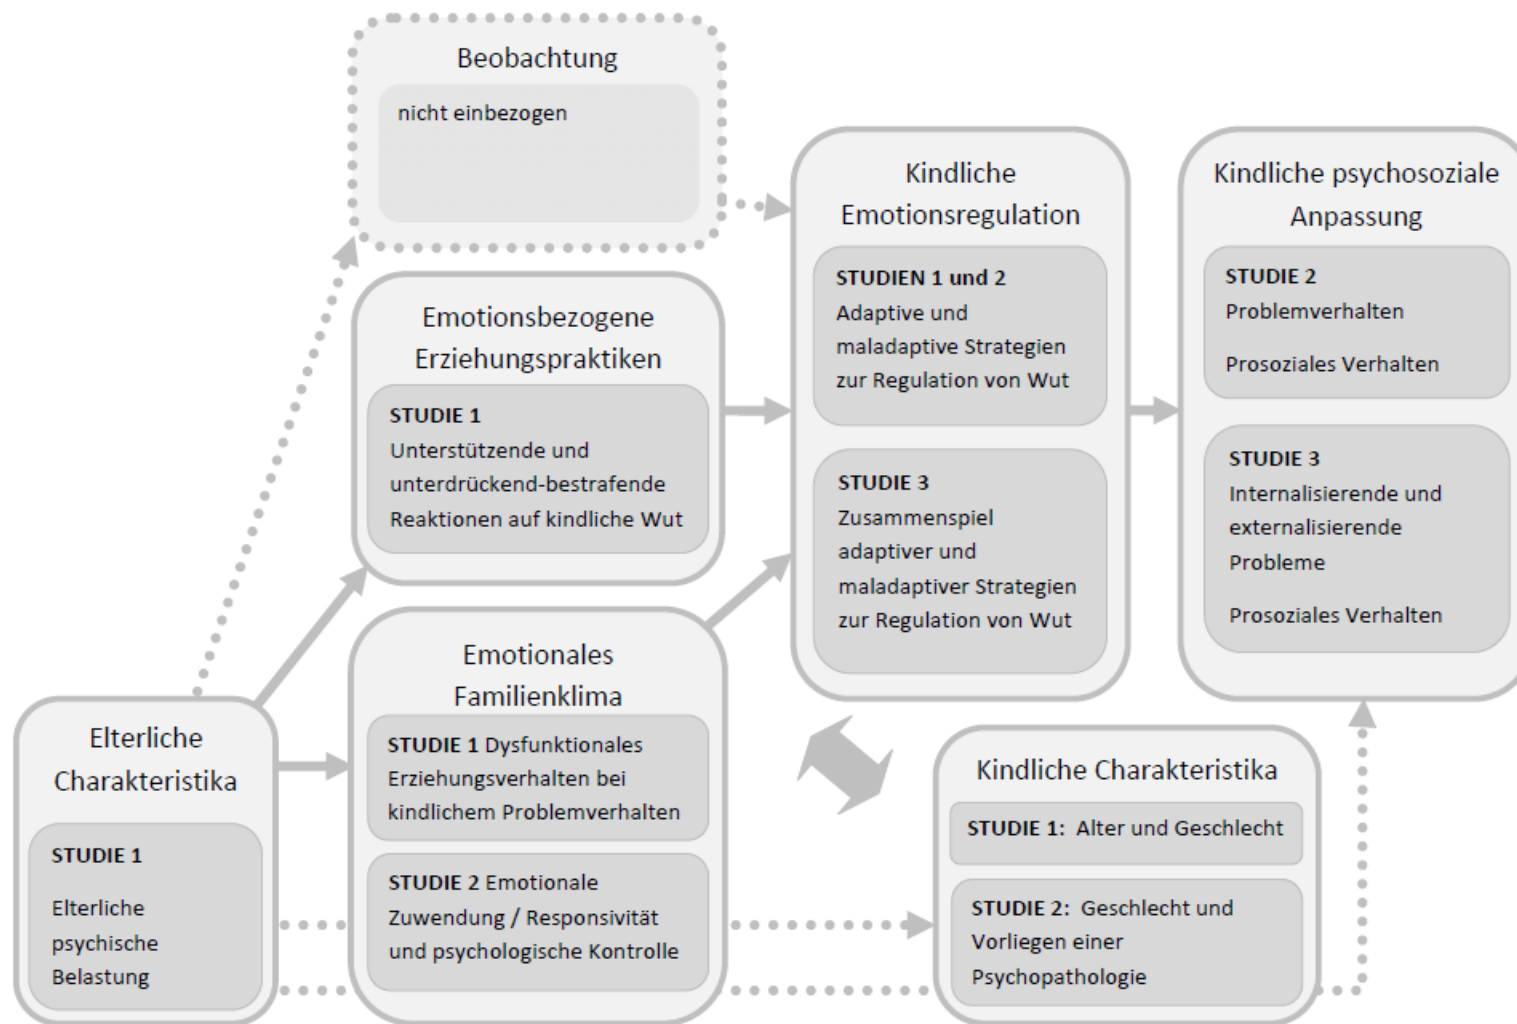 Beobachtung
nicht einbezogen
Emotionsbezogene
Erziehungspraktiken
STUDIE 1
Unterstützende und
unterdrückend-bestrafende
Reaktionen auf kindliche Wut
Emotionales
Familienklima
STUDIE 1 Dysfunktionales
Erziehungsverhalten bei
kindlichem Problemverhalten
STUDIE 2 Emotionale
Zuwendung / Responsivität
und psychologische Kontrolle
Elterliche
Charakteristika
STUDIE 1
Elterliche
psychische
Belastung
Kindliche
Emotionsregulation
STUDIEN 1 und 2
Adaptive und
maladaptive Strategien
zur Regulation von Wut
STUDIE 3
Zusammenspiel
adaptiver und
maladaptiver Strategien
zur Regulation von Wut
Kindliche psychosoziale
Anpassung
STUDIE 2
Problemverhalten
Prosoziales Verhalten
STUDIE 3
Internalisierende und
externalisierende
Probleme
Prosoziales Verhalten
Kindliche Charakteristika
STUDIE 1: Alter und Geschlecht
STUDIE 2: Geschlecht und
Vorliegen einer
Psychopathologie